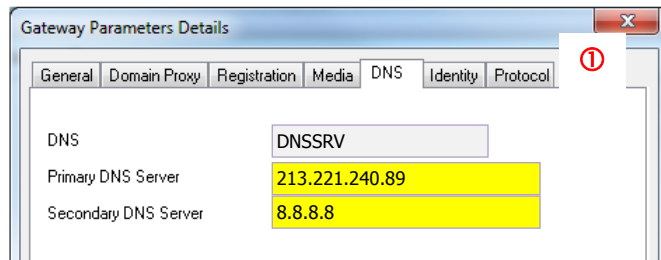 Gateway Parameters Details
①
General Domain Proxy Registration Media DNS Identity Protocol
DNS DNSSRV
Primary DNS Server 213.221.240.89
Secondary DNS Server 8.8.8.8